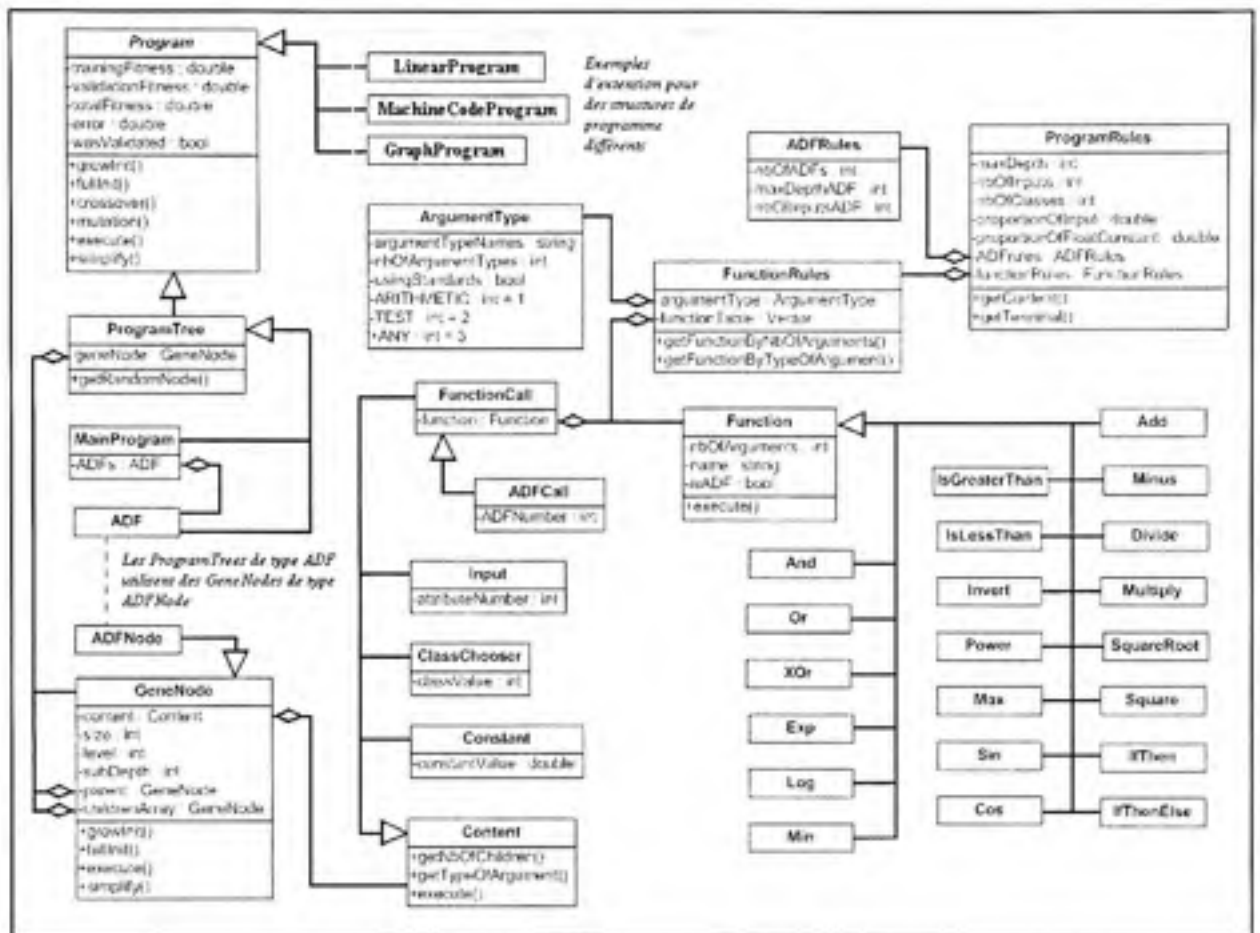 Program
-trainingFitness : double
-validationFitness : double
-totalFitness : double
-error : double
-wasValidated : bool
+growInit()
+fullInit()
+crossover()
+mutation()
+execute()
+simplify()
LinearProgram
MachineCodeProgram
GraphProgram
Exemples
d'extension pour
des structures de
programme
différents
ADFRules
-nbOfADFs : int
-maxDepthADF : int
-nbOfInputsADF : int
ProgramRules
-maxDepth : int
-nbOfInputs : int
-nbOfClasses : int
-proportionOfInput : double
-proportionOfFloatConstant : double
-ADFrules : ADFRules
-functionRules : FunctionRules
+getContent()
+getTerminal()
ArgumentType
-argumentTypeNames : string
-nbOfArgumentTypes : int
-usingStandards : bool
-ARITHMETIC : int = 1
-TEST : int = 2
+ANY : int = 3
FunctionRules
-argumentType : ArgumentType
-functionTable : Vector
+getFunctionByNbOfArguments()
+getFunctionByTypeOfArgument()
ProgramTree
-geneNode : GeneNode
+getRandomNode()
MainProgram
-ADFs : ADF
ADF
Les ProgramTrees de type ADF
utilisent des GeneNodes de type
ADFNode
ADFNode
GeneNode
-content : Content
-size : int
-level : int
-subDepth : int
-parent : GeneNode
-childrenArray : GeneNode
+growInit()
+fullInit()
+execute()
+simplify()
FunctionCall
-function : Function
ADFCall
-ADFNumber : int
Input
-attributeNumber : int
ClassChooser
-classValue : int
Constant
-constantValue : double
Content
+getNbOfChildren()
+getTypeOfArgument()
+execute()
Function
-nbOfArguments : int
-name : string
-isADF : bool
+execute()
And
Or
XOr
Exp
Log
Min
IsGreaterThan
IsLessThan
Invert
Power
Max
Sin
Cos
Add
Minus
Divide
Multiply
SquareRoot
Square
IfThen
IfThenElse